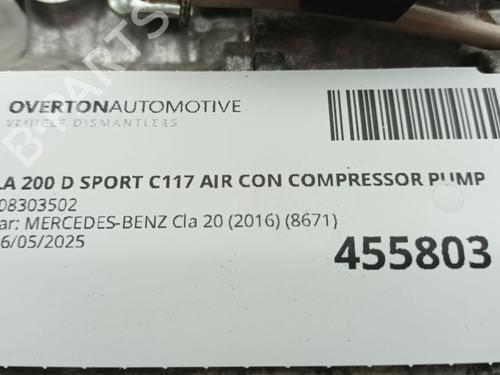 OVERTONAUTOMOTIVE
VEHICLE DISMANTLERS
LA 200 D SPORT C117 AIR CON COMPRESSOR PUMP
08303502
ar: MERCEDES-BENZ Cla 20 (2016) (8671)
6/05/2025
455803
B-PARTS